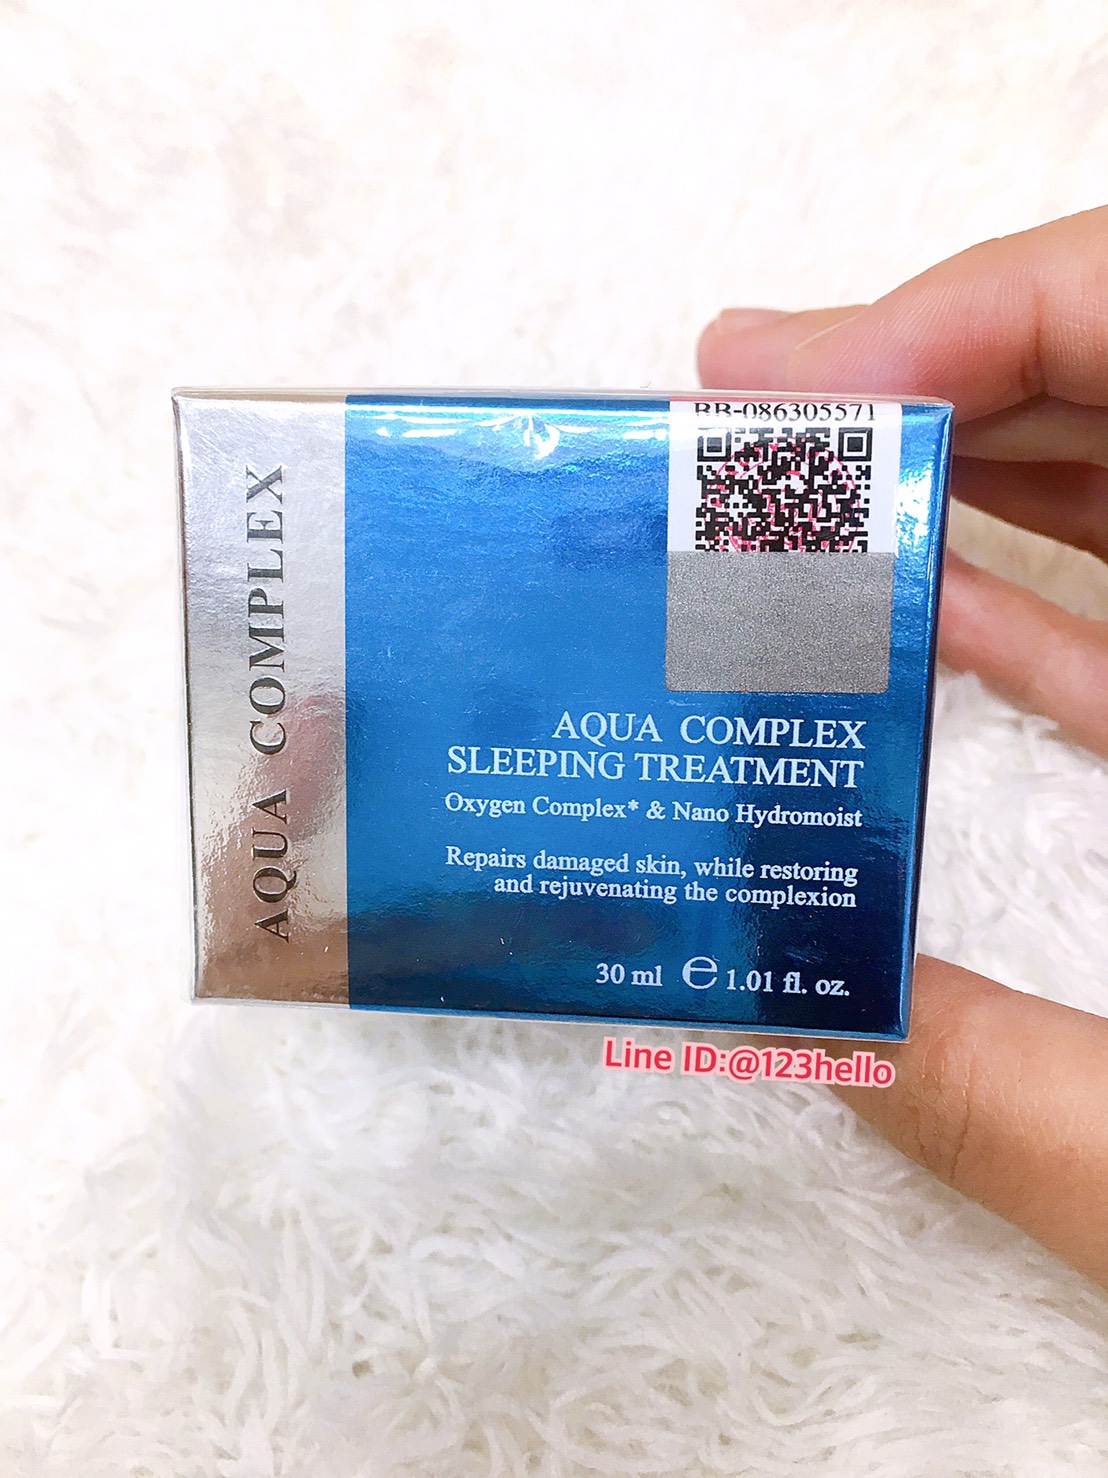 BB-086305571
AQUA COMPLEX
AQUA COMPLEX
SLEEPING TREATMENT
Oxygen Complex* & Nano Hydromoist
Repairs damaged skin, while restoring
and rejuvenating the complexion
30 ml ℮ 1.01 fl. oz.
Line ID:@123hello